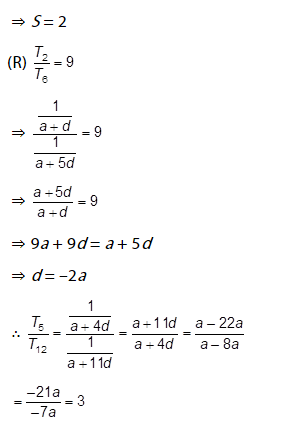 ⇒ S = 2
(R) T₂/T₆ = 9
⇒ (1/(a + d))/(1/(a + 5d)) = 9
⇒ (a + 5d)/(a + d) = 9
⇒ 9a + 9d = a + 5d
⇒ d = –2a
∴ T₅/T₁₂ = (1/(a + 4d))/(1/(a + 11d)) = (a + 11d)/(a + 4d) = (a – 22a)/(a – 8a)
= –21a/–7a = 3